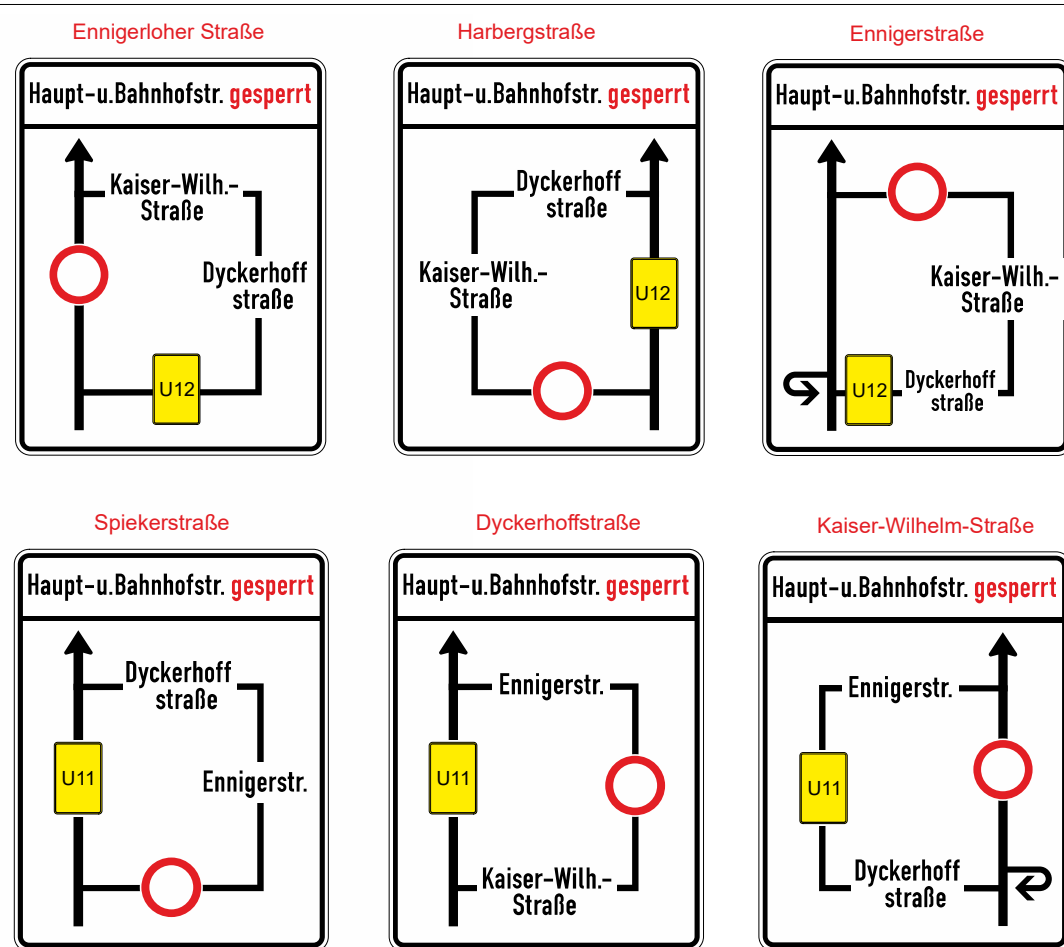 Ennigerloher Straße
Haupt-u.Bahnhofstr. gesperrt
Kaiser-Wilh.-
Straße
Dyckerhoff
straße
U12
Harbergstraße
Haupt-u.Bahnhofstr. gesperrt
Dyckerhoff
straße
Kaiser-Wilh.-
Straße
U12
Ennigerstraße
Haupt-u.Bahnhofstr. gesperrt
Kaiser-Wilh.-
Straße
U12
Dyckerhoff
straße
Spiekerstraße
Haupt-u.Bahnhofstr. gesperrt
Dyckerhoff
straße
U11
Ennigerstr.
Dyckerhoffstraße
Haupt-u.Bahnhofstr. gesperrt
Ennigerstr.
U11
Kaiser-Wilh.-
Straße
Kaiser-Wilhelm-Straße
Haupt-u.Bahnhofstr. gesperrt
Ennigerstr.
U11
Dyckerhoff
straße